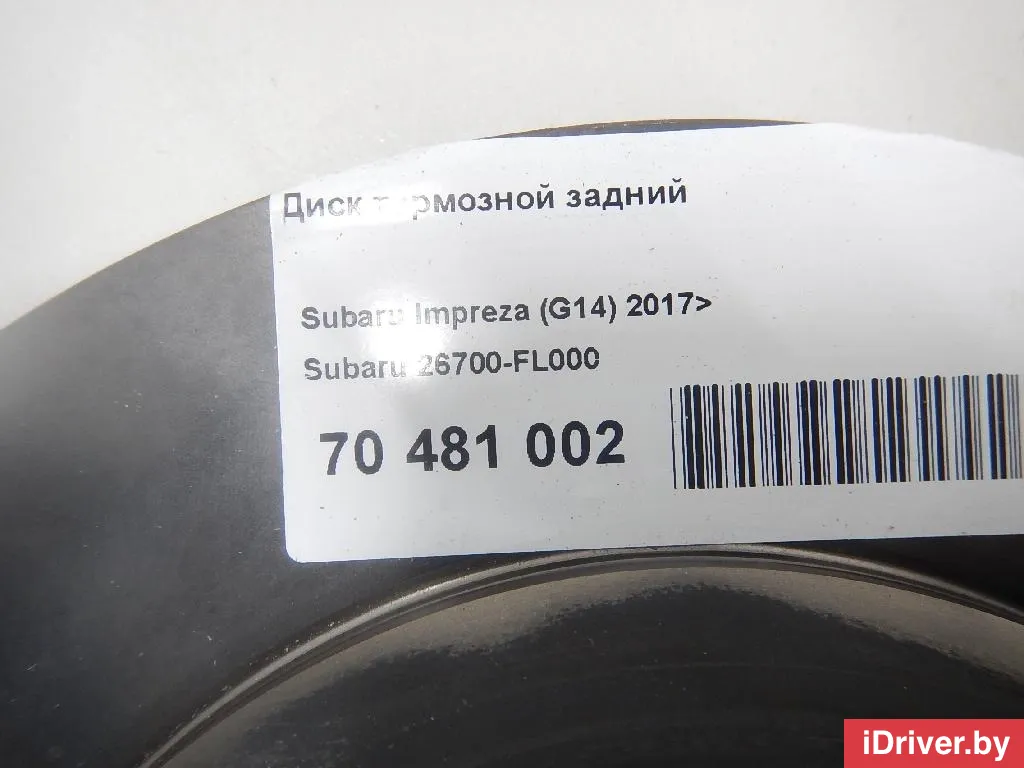 Диск тормозной задний
Subaru Impreza (G14) 2017>
Subaru 26700-FL000
70 481 002
iDriver.by